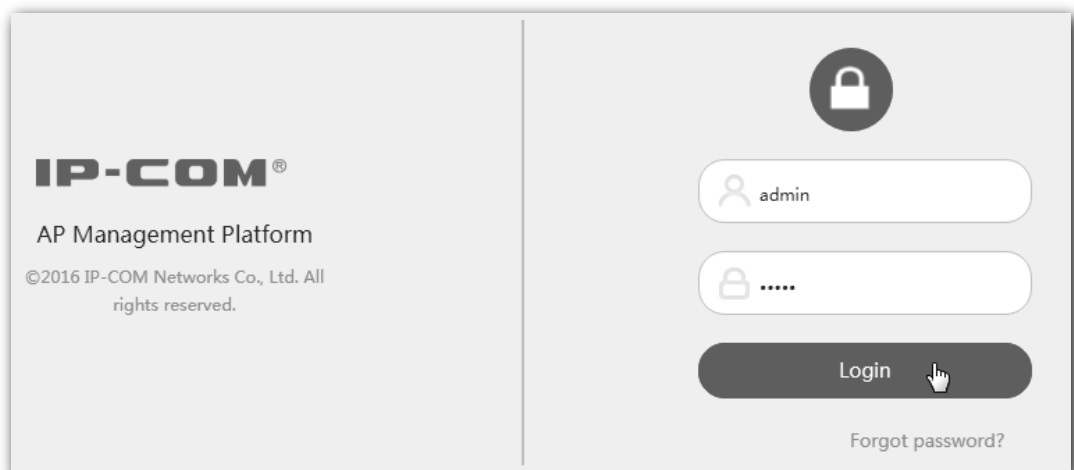 IP-COM®
AP Management Platform
©2016 IP-COM Networks Co., Ltd. All
rights reserved.
admin
•••••
Login
Forgot password?